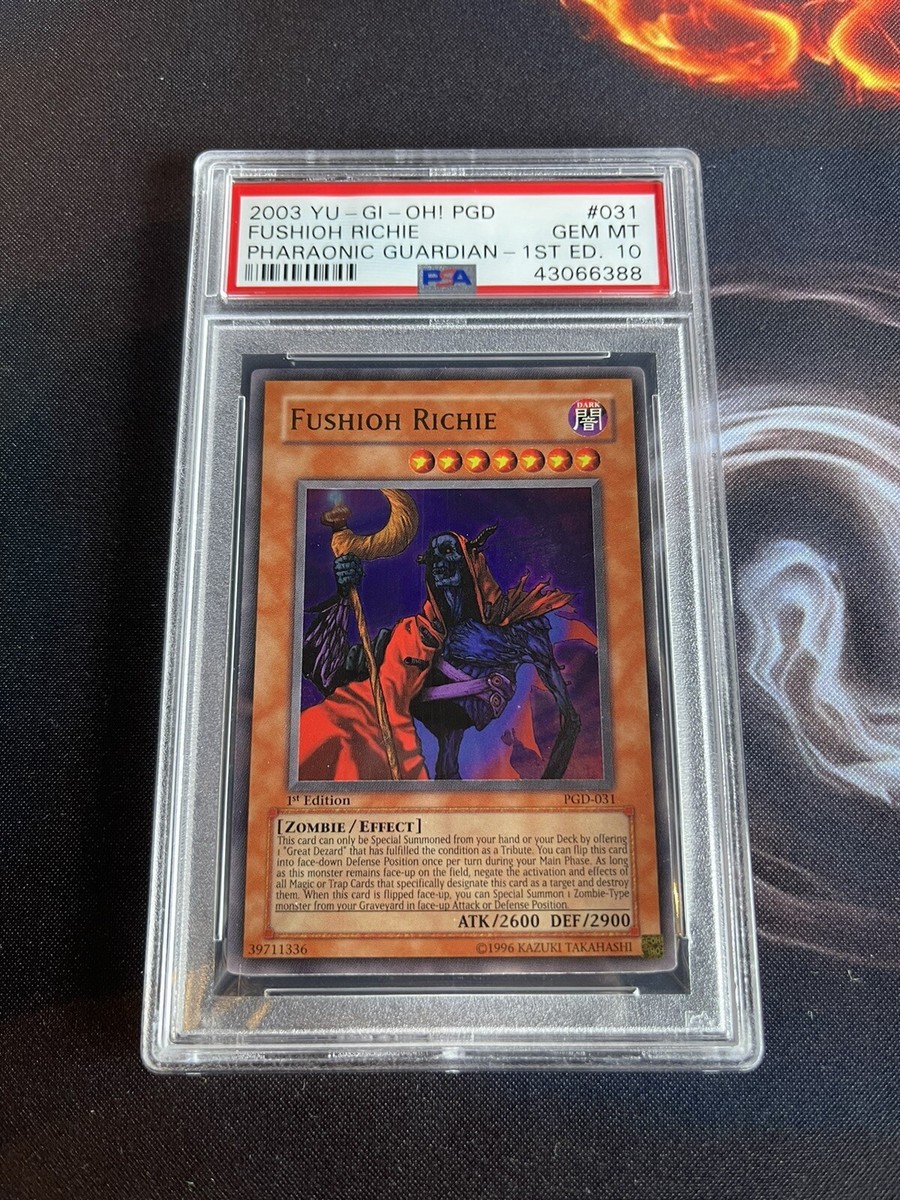 2003 YU-GI-OH! PGD #031
FUSHIOH RICHIE GEM MT
PHARAONIC GUARDIAN-1ST ED. 10
PSA 43066388
FUSHIOH RICHIE
DARK
闇
1st Edition PGD-031
[ZOMBIE/EFFECT]
This card can only be Special Summoned from your hand or your Deck by offering
1 "Great Dezard" that has fulfilled the condition as a Tribute. You can flip this card
into face-down Defense Position once per turn during your Main Phase. As long
as this monster remains face-up on the field, negate the activation and effects of
all Magic or Trap Cards that specifically designate this card as a target and destroy
them. When this card is flipped face-up, you can Special Summon 1 Zombie-Type
monster from your Graveyard in face-up Attack or Defense Position.
ATK/2600 DEF/2900
39711336 ©1996 KAZUKI TAKAHASHI